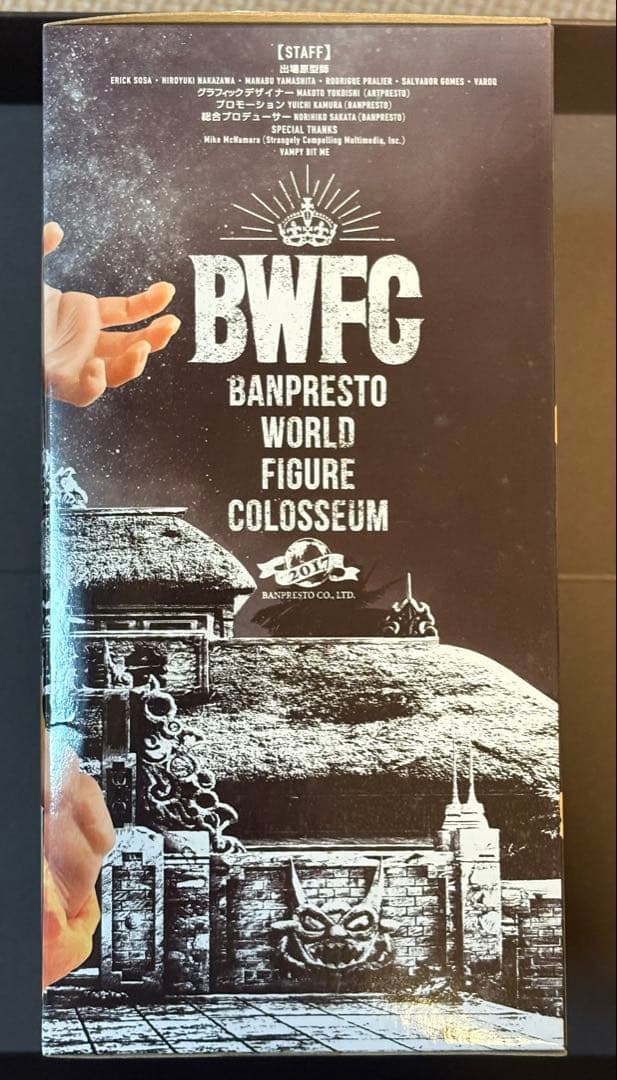 【STAFF】
出場原型師
ERICK SOSA・HIROYUKI NAKAZAWA・MANABU YAMASHITA・RODRIGUE PRALIER・SALVADOR GOMES・VAROQ
グラフィックデザイナー MAKOTO YOKOISHI (ARTPRESTO)
プロモーション YUICHI KAMURA (BANPRESTO)
総合プロデューサー NORIHIKO SAKATA (BANPRESTO)
SPECIAL THANKS
Mike McNamara (Strangely Compelling Multimedia, Inc.)
VAMPY BIT ME
BWFC
BANPRESTO
WORLD
FIGURE
COLOSSEUM
2017
BANPRESTO CO., LTD.